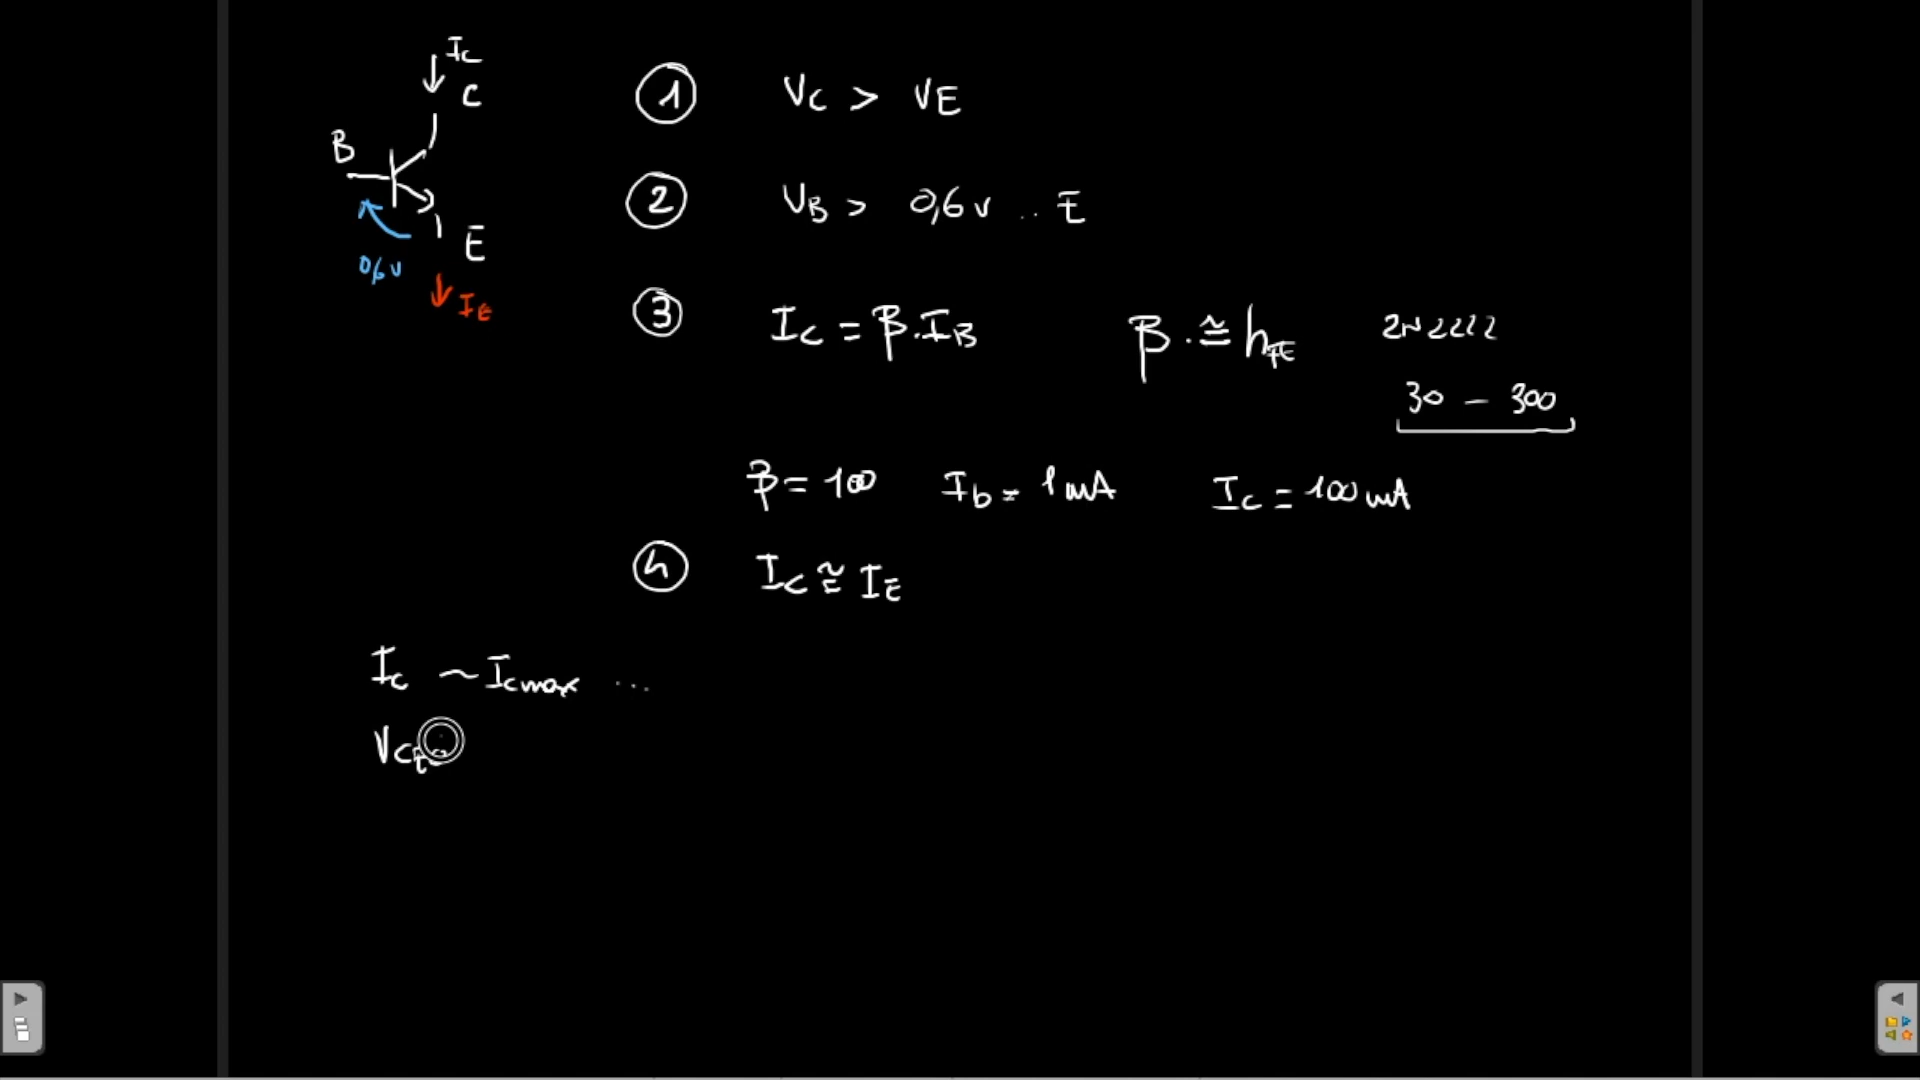 IC
C
B
E
0,6V
IE
① VC > VE
② VB > 0,6V .. E
③ IC = β.IB β.≅ hFE 2N2222
30 - 300
β = 100 Ib = 1mA IC = 100mA
④ IC ≅ IE
Ic ~ Icmax ...
VCE